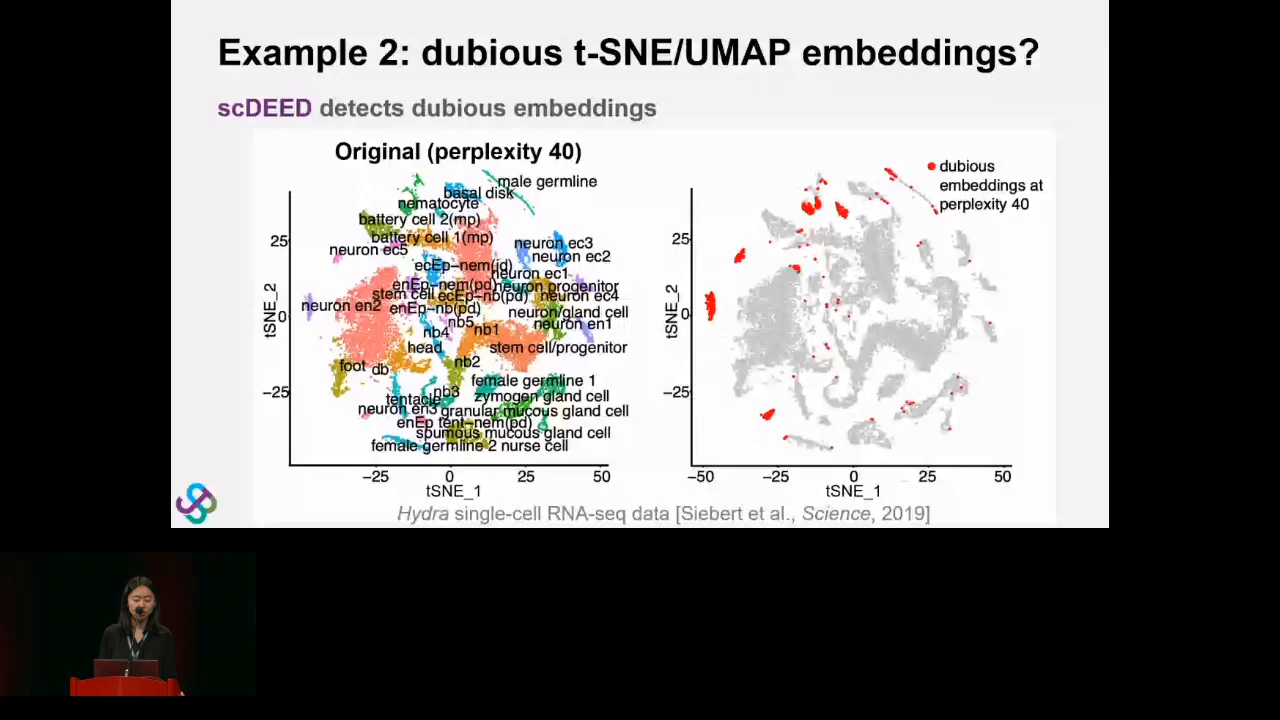 Example 2: dubious t-SNE/UMAP embeddings?
scDEED detects dubious embeddings
Original (perplexity 40)
male germline
basal disk
nematocyte
battery cell 2(mp)
battery cell 1(mp)
neuron ec3
neuron ec5
neuron ec2
ecEp-nem(id)
neuron ec1
enEp-nem(pd)
neuron progenitor
stem cell
ecEp-nb(pd)
neuron ec4
neuron en2
enEp-nb(pd)
neuron/gland cell
nb5
neuron en1
nb4
nb1
head
stem cell/progenitor
foot
db
nb2
female germline 1
nb3
tentacle
zymogen gland cell
neuron en3
granular mucous gland cell
enEp tent-nem(pd)
spumous mucous gland cell
female germline 2 nurse cell
tSNE_2
25
0
−25
−25
0
25
50
tSNE_1
dubious
embeddings at
perplexity 40
tSNE_2
25
0
−25
−50
−25
0
25
50
tSNE_1
Hydra single-cell RNA-seq data [Siebert et al., Science, 2019]